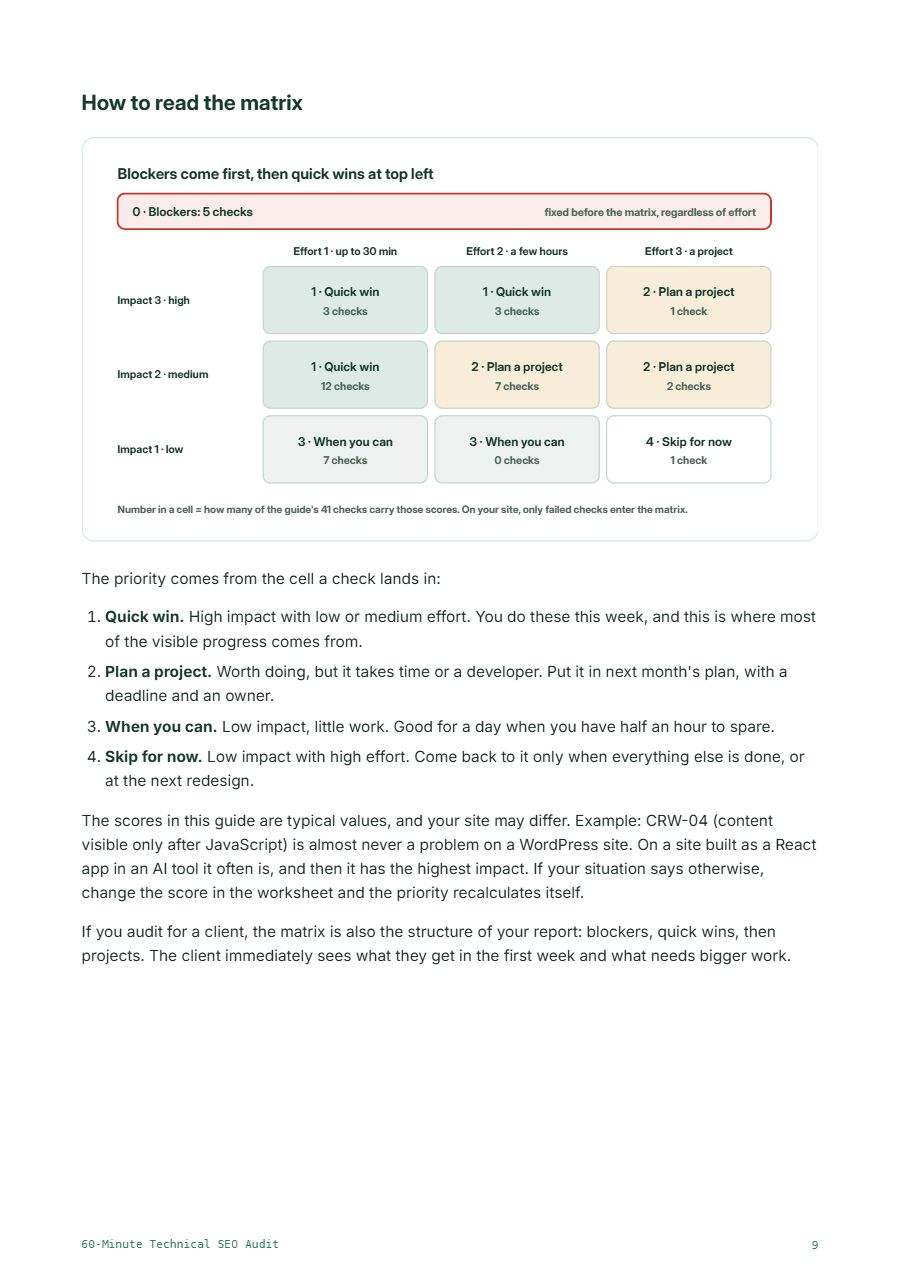 How to read the matrix
Blockers come first, then quick wins at top left
0 · Blockers: 5 checks fixed before the matrix, regardless of effort
Effort 1 · up to 30 min Effort 2 · a few hours Effort 3 · a project
Impact 3 · high
1 · Quick win
3 checks
1 · Quick win
3 checks
2 · Plan a project
1 check
Impact 2 · medium
1 · Quick win
12 checks
2 · Plan a project
7 checks
2 · Plan a project
2 checks
Impact 1 · low
3 · When you can
7 checks
3 · When you can
0 checks
4 · Skip for now
1 check
Number in a cell = how many of the guide's 41 checks carry those scores. On your site, only failed checks enter the matrix.
The priority comes from the cell a check lands in:
1. Quick win. High impact with low or medium effort. You do these this week, and this is where most
of the visible progress comes from.
2. Plan a project. Worth doing, but it takes time or a developer. Put it in next month's plan, with a
deadline and an owner.
3. When you can. Low impact, little work. Good for a day when you have half an hour to spare.
4. Skip for now. Low impact with high effort. Come back to it only when everything else is done, or
at the next redesign.
The scores in this guide are typical values, and your site may differ. Example: CRW-04 (content
visible only after JavaScript) is almost never a problem on a WordPress site. On a site built as a React
app in an AI tool it often is, and then it has the highest impact. If your situation says otherwise,
change the score in the worksheet and the priority recalculates itself.
If you audit for a client, the matrix is also the structure of your report: blockers, quick wins, then
projects. The client immediately sees what they get in the first week and what needs bigger work.
60-Minute Technical SEO Audit 9